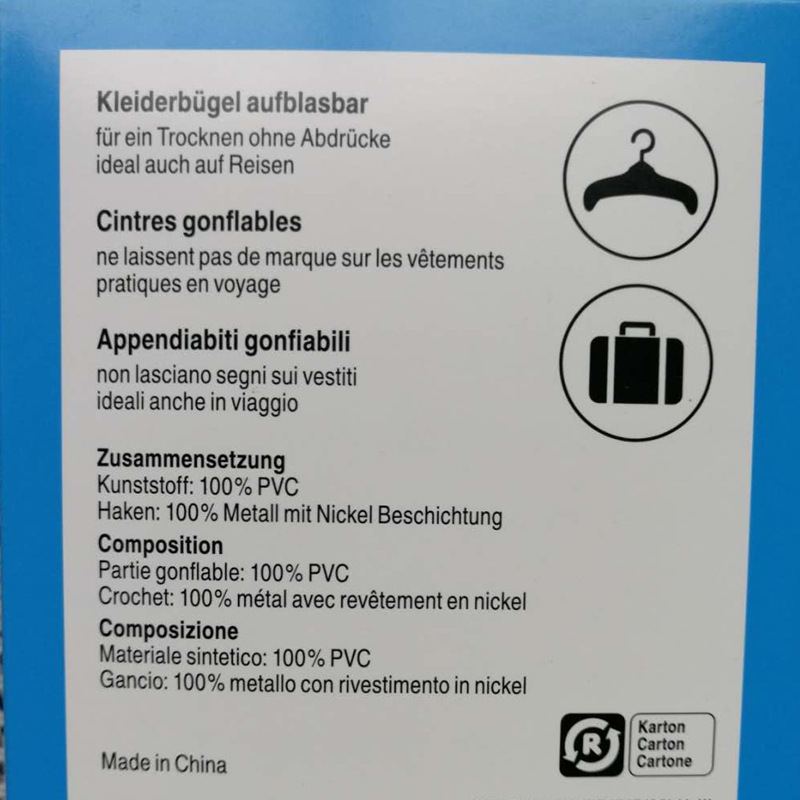 Kleiderbügel aufblasbar
für ein Trocknen ohne Abdrücke
ideal auch auf Reisen
Cintres gonflables
ne laissent pas de marque sur les vêtements
pratiques en voyage
Appendiabiti gonfiabili
non lasciano segni sui vestiti
ideali anche in viaggio
Zusammensetzung
Kunststoff: 100% PVC
Haken: 100% Metall mit Nickel Beschichtung
Composition
Partie gonflable: 100% PVC
Crochet: 100% métal avec revêtement en nickel
Composizione
Materiale sintetico: 100% PVC
Gancio: 100% metallo con rivestimento in nickel
R
Karton
Carton
Cartone
Made in China